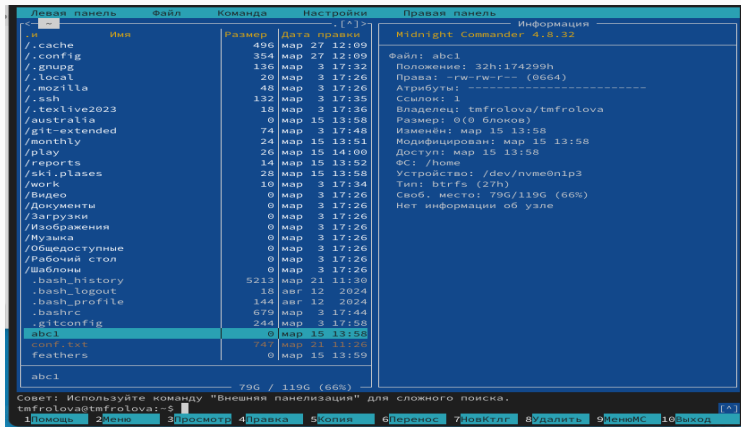 Левая панель Файл Команда Настройки Правая панель
<- ~ .[^]>
.и Имя Размер Дата правки
/.cache 496 мар 27 12:09
/.config 354 мар 27 12:09
/.gnupg 136 мар 3 17:32
/.local 20 мар 3 17:26
/.mozilla 48 мар 3 17:26
/.ssh 132 мар 3 17:35
/.texlive2023 18 мар 3 17:36
/australia 0 мар 15 13:58
/git-extended 74 мар 3 17:48
/monthly 24 мар 15 13:51
/play 26 мар 15 14:00
/reports 14 мар 15 13:52
/ski.plases 28 мар 15 13:58
/work 10 мар 3 17:34
/Видео 0 мар 3 17:26
/Документы 0 мар 3 17:26
/Загрузки 0 мар 3 17:26
/Изображения 0 мар 3 17:26
/Музыка 0 мар 3 17:26
/Общедоступные 0 мар 3 17:26
/Рабочий стол 0 мар 3 17:26
/Шаблоны 0 мар 3 17:26
.bash_history 5213 мар 21 11:30
.bash_logout 18 авг 12 2024
.bash_profile 144 авг 12 2024
.bashrc 679 мар 3 17:44
.gitconfig 244 мар 3 17:58
abc1 0 мар 15 13:58
conf.txt 747 мар 21 11:26
feathers 0 мар 15 13:59
abc1
79G / 119G (66%)
Информация
Midnight Commander 4.8.32
Файл: abc1
Положение: 32h:174299h
Права: -rw-rw-r-- (0664)
Атрибуты: -------------------------
Ссылок: 1
Владелец: tmfrolova/tmfrolova
Размер: 0(0 блоков)
Изменён: мар 15 13:58
Модифицирован: мар 15 13:58
Доступ: мар 15 13:58
ФС: /home
Устройство: /dev/nvme0n1p3
Тип: btrfs (27h)
Своб. место: 79G/119G (66%)
Нет информации об узле
Совет: Используйте команду "Внешняя панелизация" для сложного поиска.
tmfrolova@tmfrolova:~$ [^]
1Помощь 2Меню 3Просмотр 4Правка 5Копия 6Перенос 7НовКтлг 8Удалить 9МенюMC 10Выход